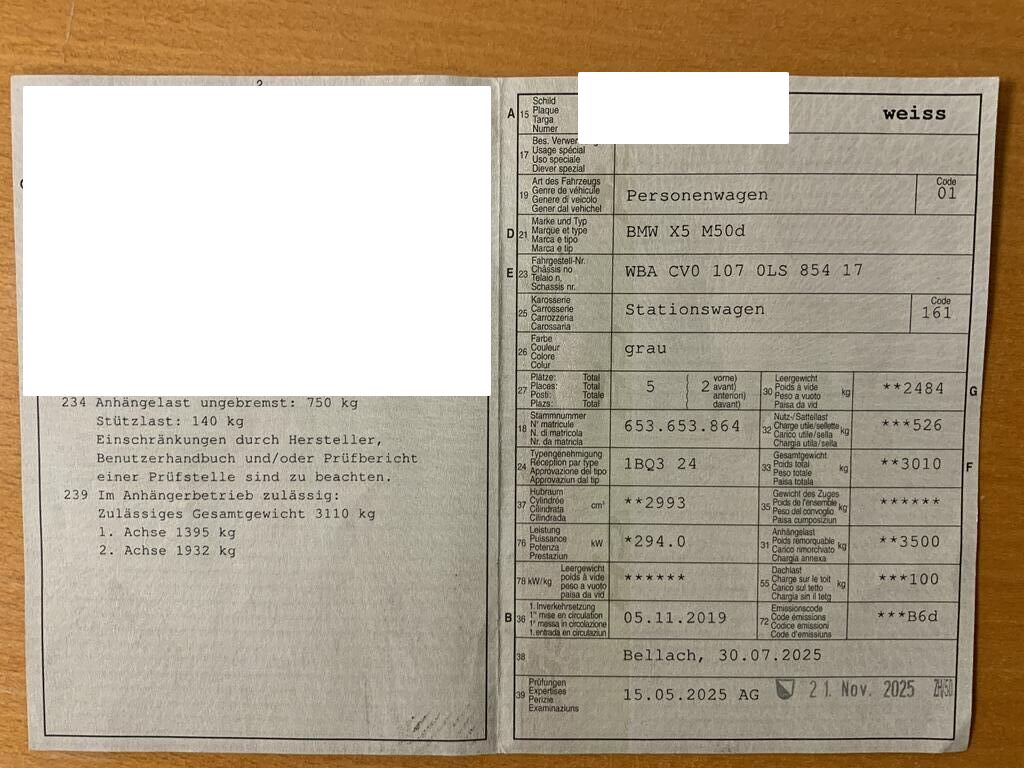 234 Anhängelast ungebremst: 750 kg
Stützlast: 140 kg
Einschränkungen durch Hersteller,
Benutzerhandbuch und/oder Prüfbericht
einer Prüfstelle sind zu beachten.
239 Im Anhängerbetrieb zulässig:
Zulässiges Gesamtgewicht 3110 kg
1. Achse 1395 kg
2. Achse 1932 kg
A 15 Schild
Plaque
Targa
Numer
weiss
17 Bes.
Usage spécial
Uso speciale
Diever spezial
19 Art des Fahrzeugs
Genre de véhicule
Genere di veicolo
Gener dal vehichel
Personenwagen
Code
01
D 21 Marke und Typ
Marque et type
Marca e tipo
Marca e tip
BMW X5 M50d
E 23 Fahrgestell-Nr.
Châssis no
Telaio n.
Schassis nr.
WBA CV0 107 0LS 854 17
25 Karosserie
Carrosserie
Carrozzeria
Carossaria
Stationswagen
Code
161
26 Farbe
Couleur
Colore
Colur
grau
27 Plätze: Total
Places: Total
Posti: Totale
Plazs: Total
5
( vorne)
( 2 avant)
( anteriori)
( davant)
30 Leergewicht
Poids à vide
Peso a vuoto
Paisa da vid
kg
**2484
G
18 Stammnummer
N° matricule
N. di matricola
Nr. da matricla
653.653.864
32 Nutz-/Sattellast
Charge utile/sellette
Carico utile/sella
Chargia utila/sella
kg
***526
24 Typengenehmigung
Réception par type
Approvazione del tipo
Approvaziun dal tip
1BQ3 24
33 Gesamtgewicht
Poids total
Peso totale
Paisa totala
kg
**3010
F
37 Hubraum
Cylindrée
Cilindrata
Cilindrada
cm³
**2993
35 Gewicht des Zuges
Poids de l'ensemble
Peso del convoglio
Paisa cumposiziun
kg
******
76 Leistung
Puissance
Potenza
Prestaziun
kW
*294.0
31 Anhängelast
Poids remorquable
Carico rimorchiato
Chargia annexa
kg
**3500
78 kW/kg
Leergewicht
poids à vide
peso a vuoto
paisa da vid
******
55 Dachlast
Charge sur le toit
Carico sul tetto
Chargia sin il tetg
kg
***100
B 36 1. Inverkehrsetzung
1re mise en circulation
1a messa in circolazione
1. entrada en circulaziun
05.11.2019
72 Emissionscode
Code émissions
Codice emissioni
Code d'emissiuns
***B6d
38
Bellach, 30.07.2025
39 Prüfungen
Expertises
Perizie
Examinaziuns
15.05.2025 AG
21. Nov. 2025